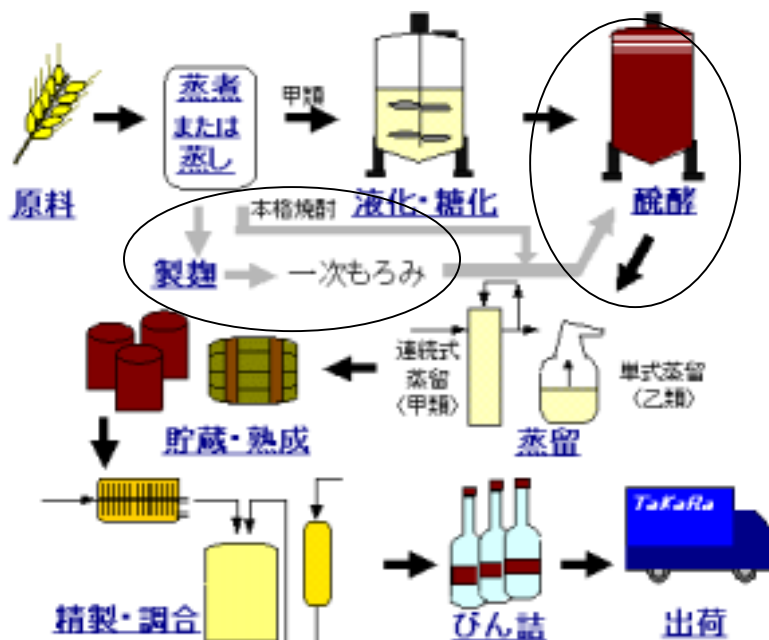 蒸煮
または
蒸し
甲類
原料
液化・糖化
醗酵
本格焼酎
製麹
一次もろみ
連続式
蒸留
(甲類)
単式蒸留
(乙類)
蒸留
貯蔵・熟成
TaKaRa
精製・調合
びん詰
出荷